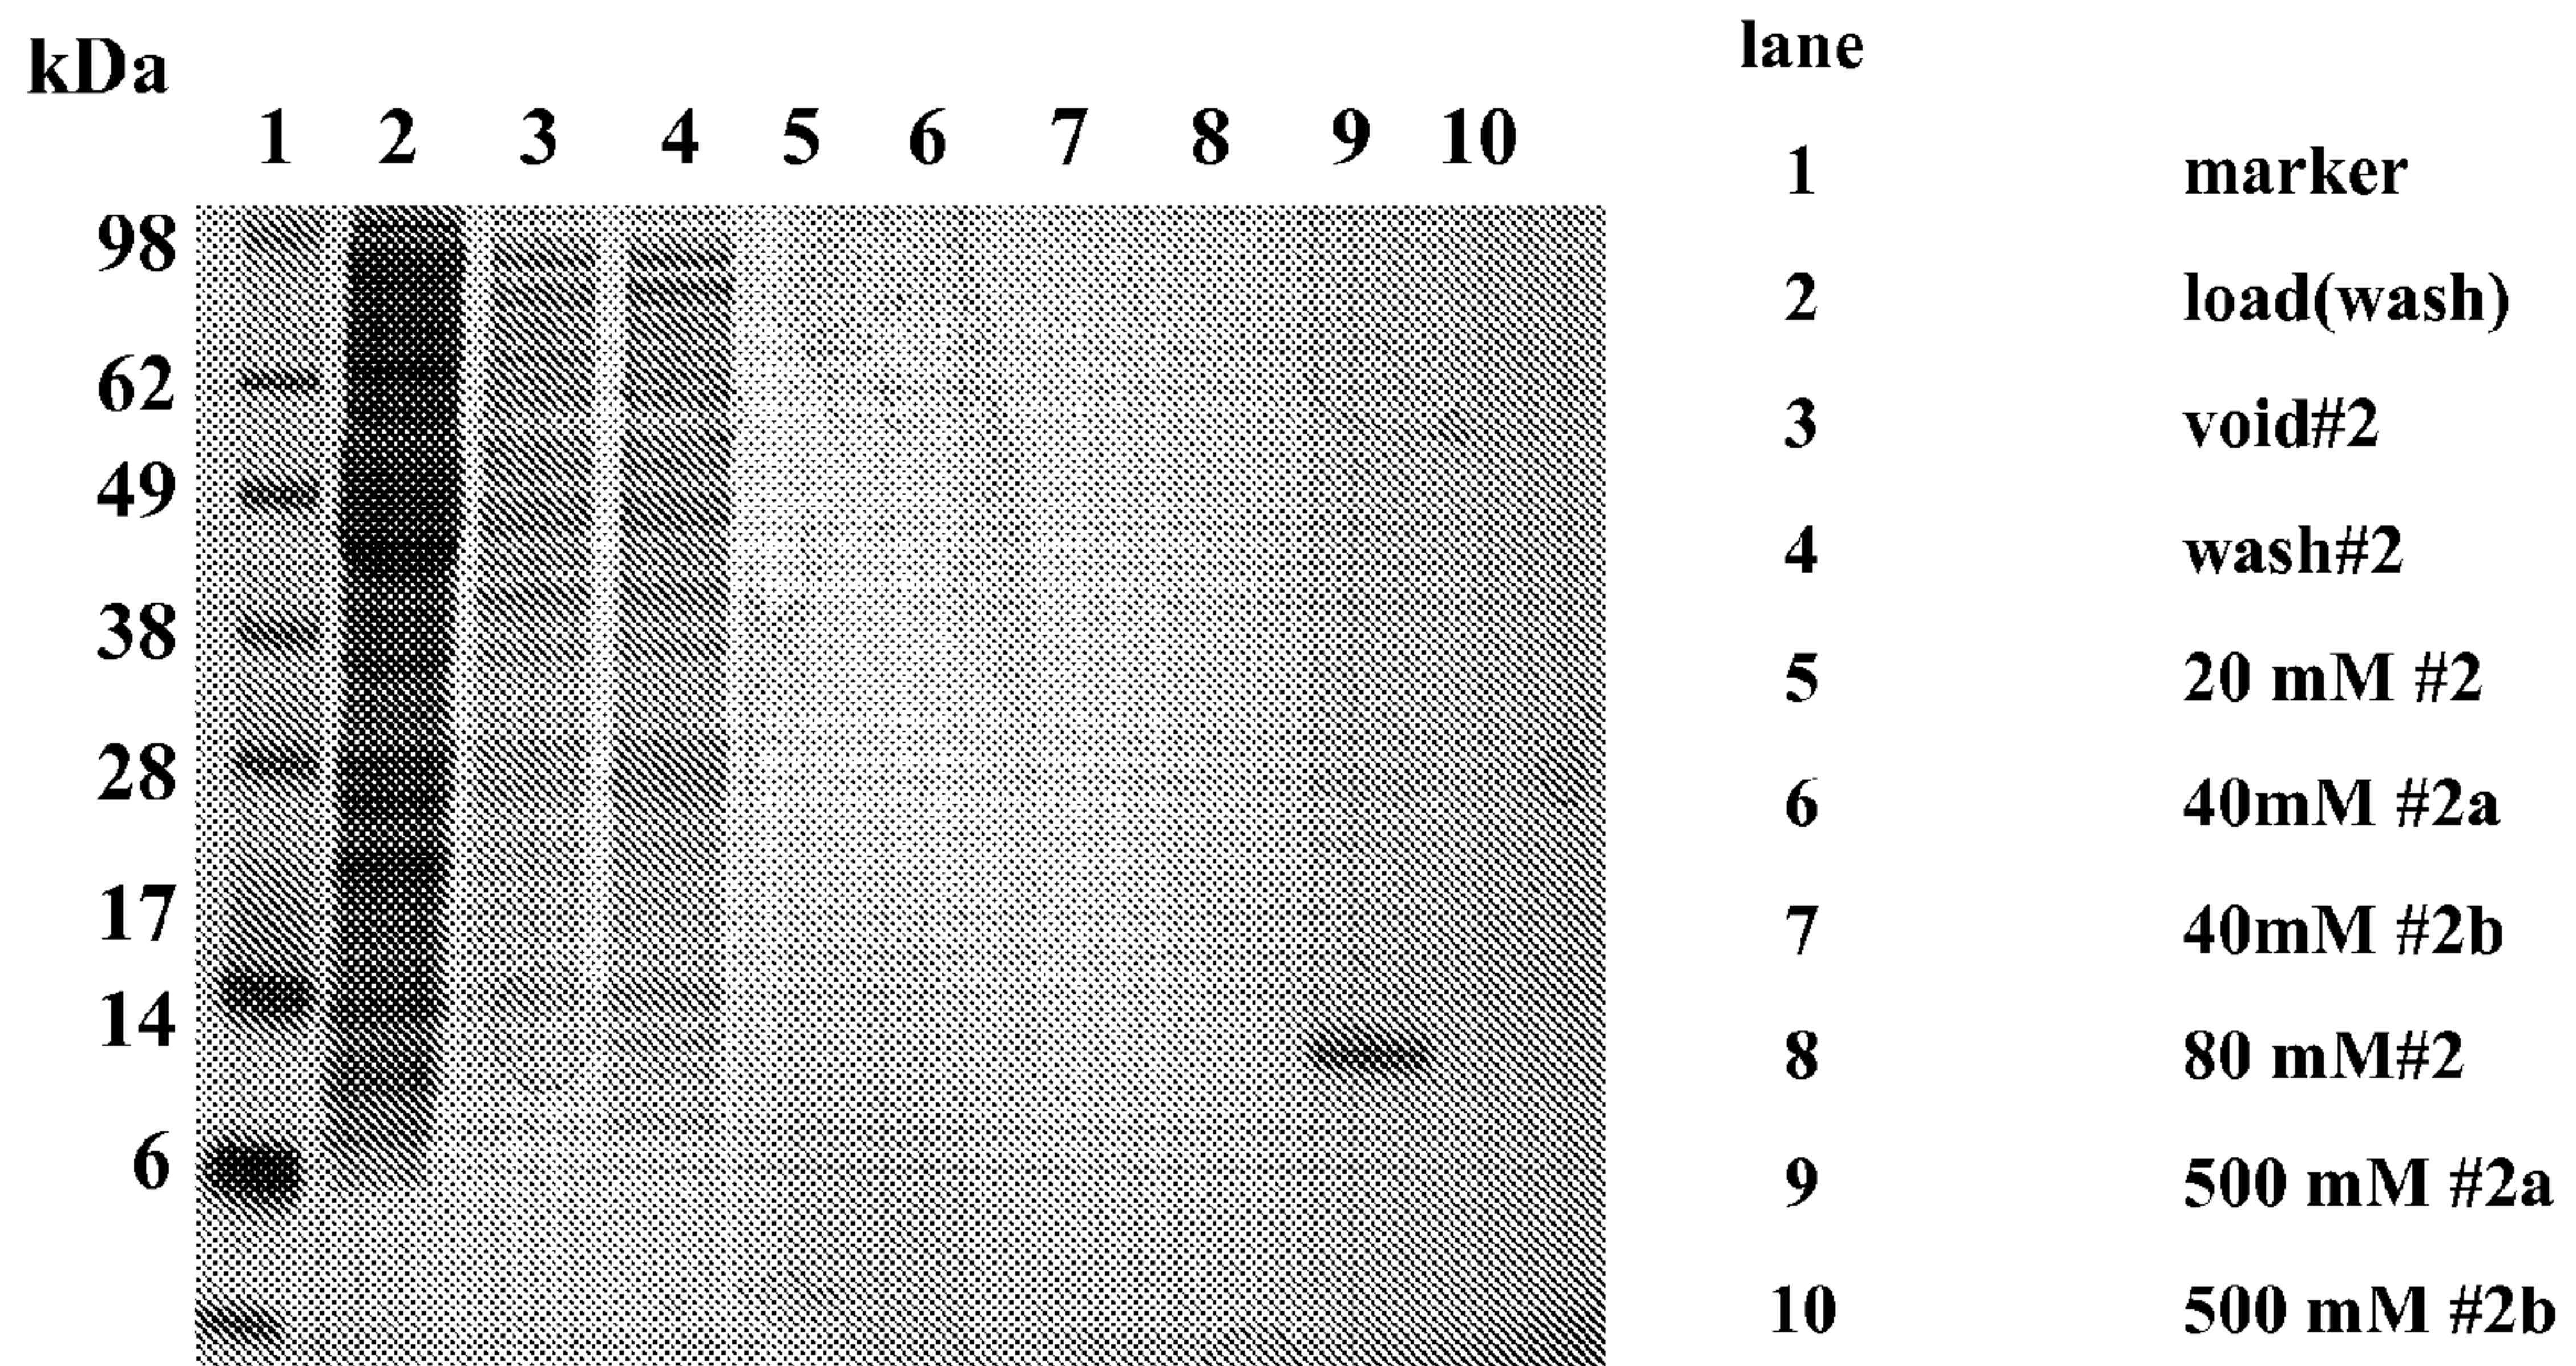 kDa
1 2 3 4 5 6 7 8 9 10
98
62
49
38
28
17
14
6
lane
1 marker
2 load(wash)
3 void#2
4 wash#2
5 20 mM #2
6 40mM #2a
7 40mM #2b
8 80 mM#2
9 500 mM #2a
10 500 mM #2b